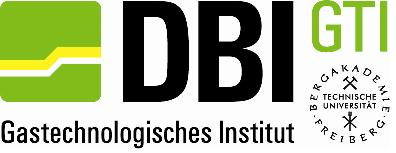 DBI
GTI
Gastechnologisches Institut
BERGAKADEMIE
TECHNISCHE
UNIVERSITÄT
FREIBERG